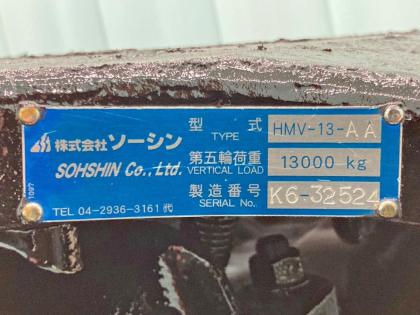 株式会社 ソーシン
SOHSHIN Co., Ltd.
TEL 04-2936-3161 代
1097
型 式 HMV-13-AA
TYPE
第五輪荷重 13000 kg
VERTICAL LOAD
製造番号 K6-32524
SERIAL No.